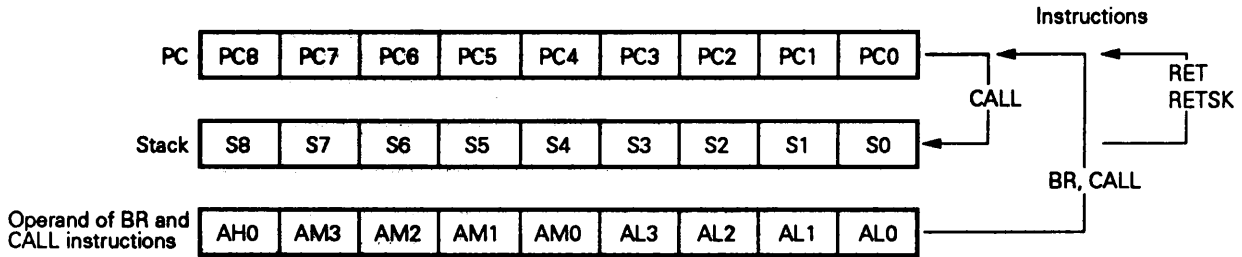 Instructions
PC PC8 PC7 PC6 PC5 PC4 PC3 PC2 PC1 PC0
RET
RETSK
CALL
Stack S8 S7 S6 S5 S4 S3 S2 S1 S0
BR, CALL
Operand of BR and
CALL instructions
AH0 AM3 AM2 AM1 AM0 AL3 AL2 AL1 AL0